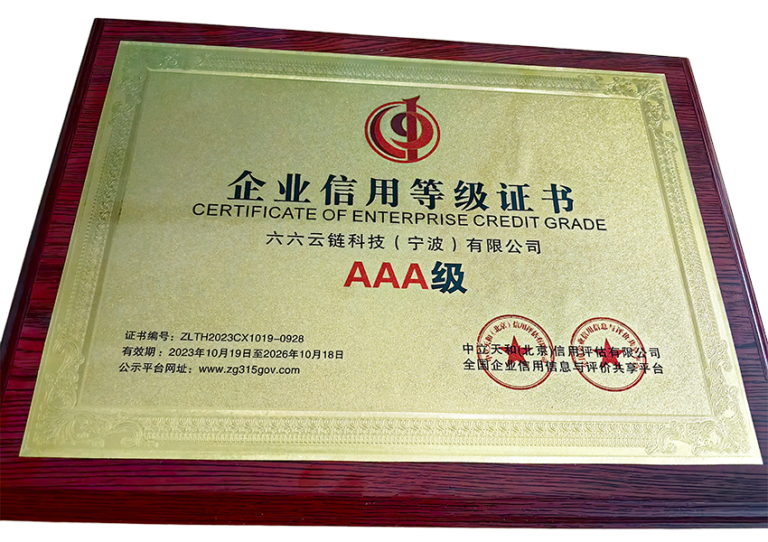 企业信用等级证书
CERTIFICATE OF ENTERPRISE CREDIT GRADE
六六云链科技（宁波）有限公司
AAA级
证书编号：ZLTH2023CX1019-0928
有效期：2023年10月19日至2026年10月18日
公示平台网址：www.zg315gov.com
中立天和(北京)信用评估有限公司
全国企业信用信息与评价共享平台